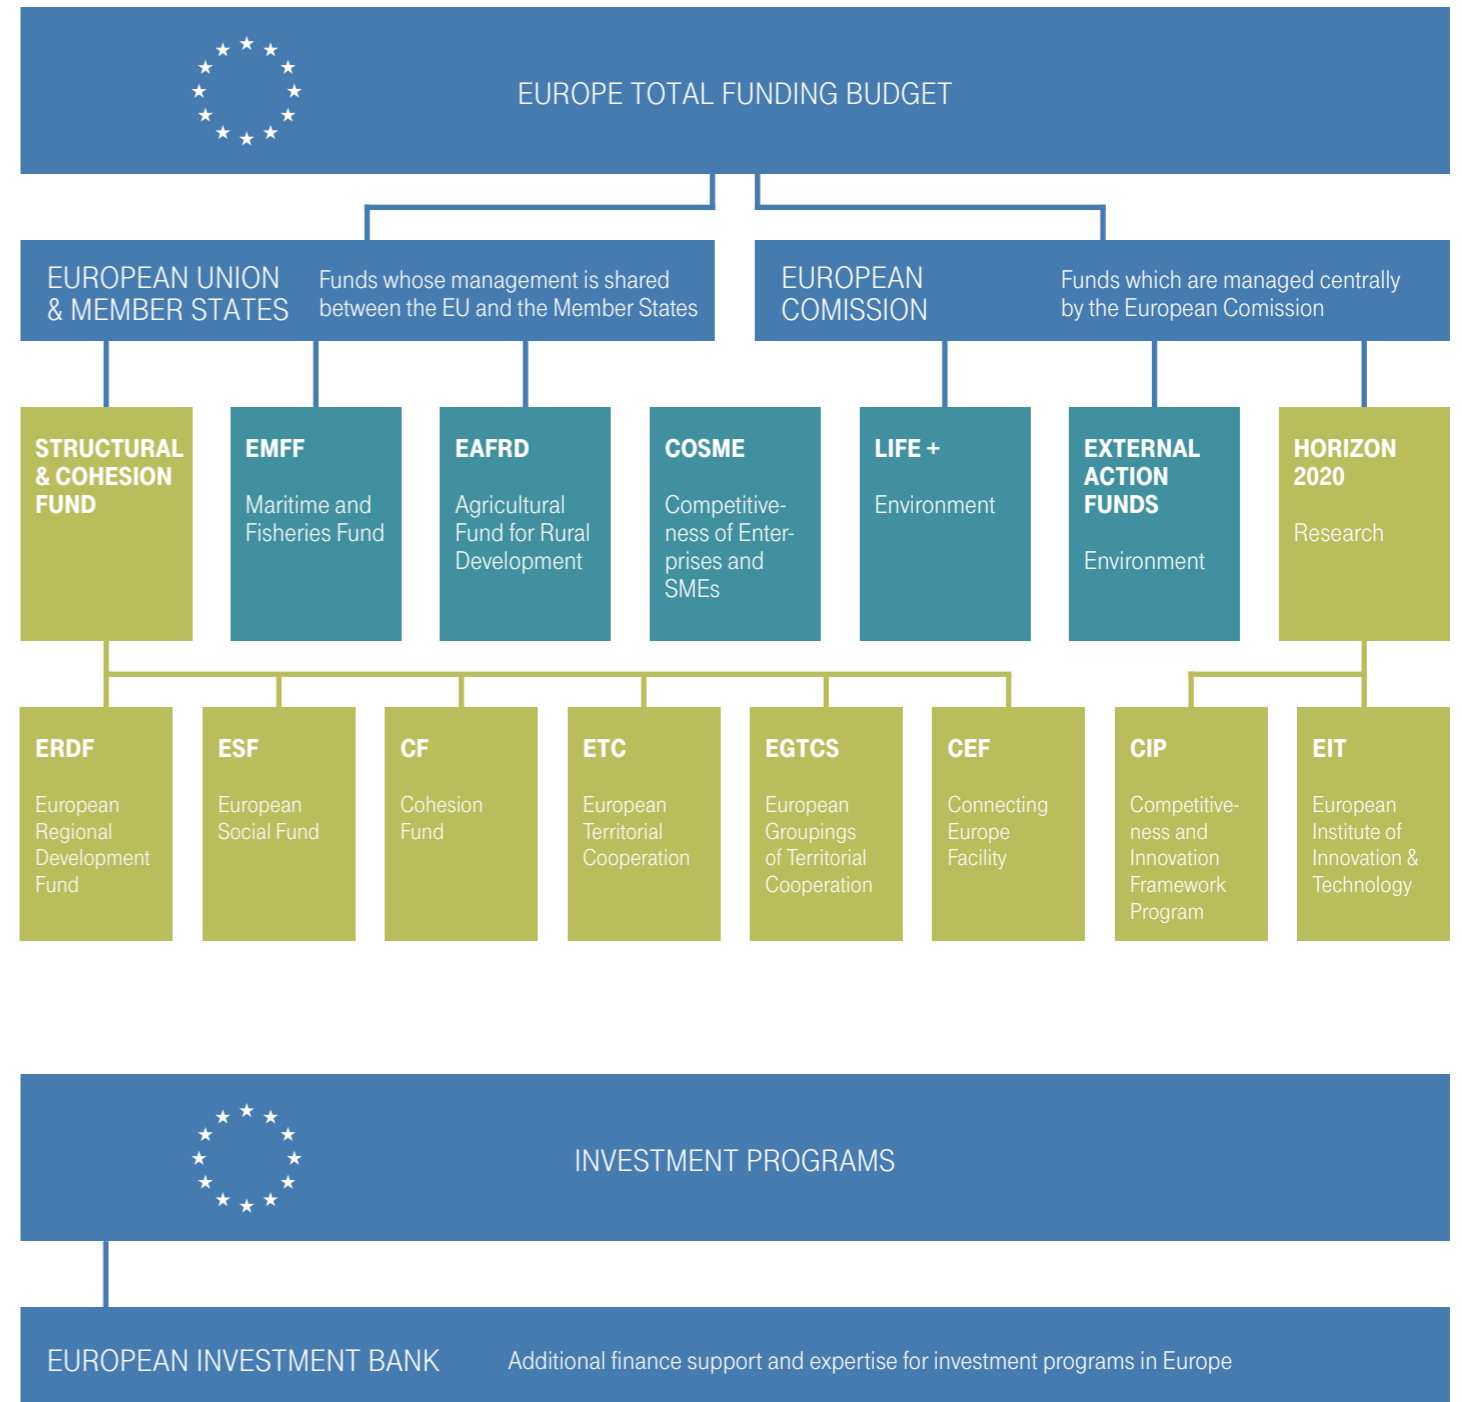 EUROPE TOTAL FUNDING BUDGET
EUROPEAN UNION
& MEMBER STATES
Funds whose management is shared
between the EU and the Member States
EUROPEAN
COMISSION
Funds which are managed centrally
by the European Comission
STRUCTURAL
& COHESION
FUND
EMFF
Maritime and
Fisheries Fund
EAFRD
Agricultural
Fund for Rural
Development
COSME
Competitive-
ness of Enter-
prises and
SMEs
LIFE +
Environment
EXTERNAL
ACTION
FUNDS
Environment
HORIZON
2020
Research
ERDF
European
Regional
Development
Fund
ESF
European
Social Fund
CF
Cohesion
Fund
ETC
European
Territorial
Cooperation
EGTCS
European
Groupings
of Territorial
Cooperation
CEF
Connecting
Europe
Facility
CIP
Competitive-
ness and
Innovation
Framework
Program
EIT
European
Institute of
Innovation &
Technology
INVESTMENT PROGRAMS
EUROPEAN INVESTMENT BANK
Additional finance support and expertise for investment programs in Europe